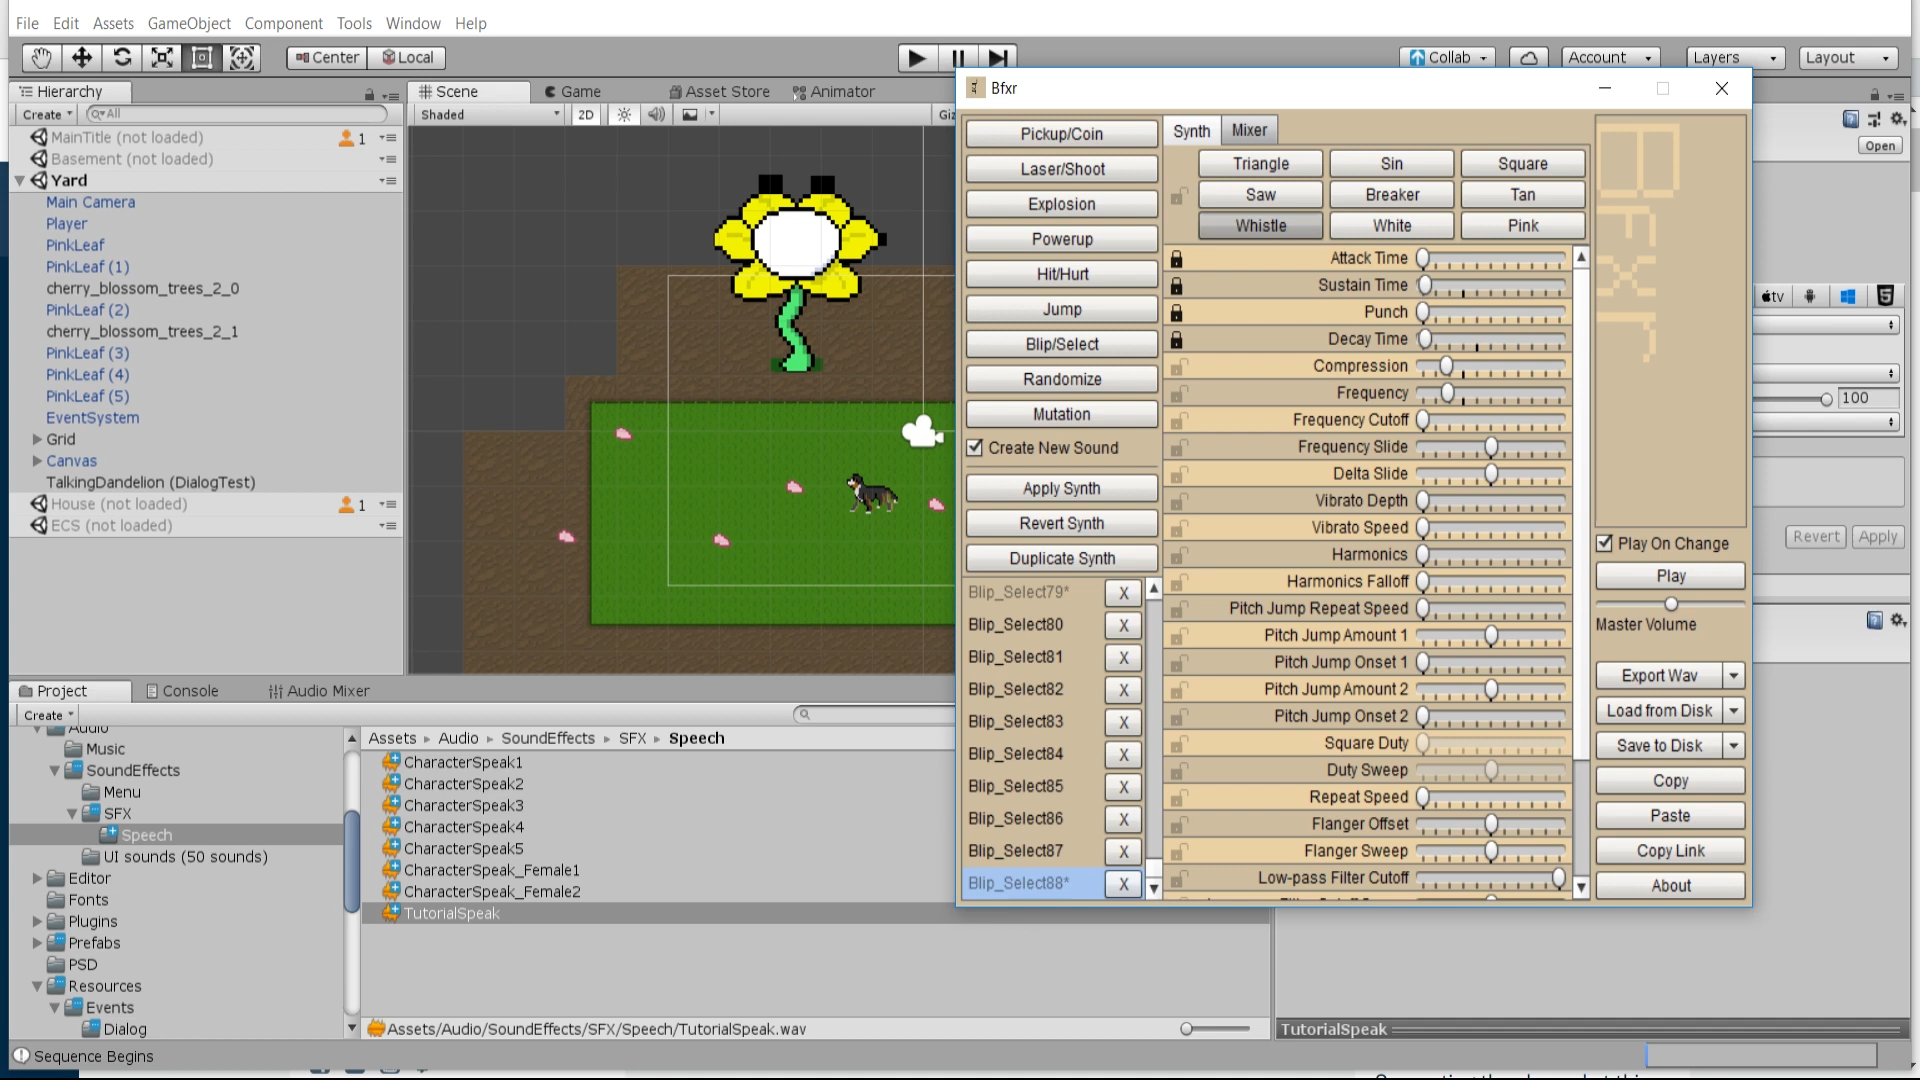 File Edit Assets GameObject Component Tools Window Help
Center Local Collab Account Layers Layout
Hierarchy
Create All
MainTitle (not loaded) 1
Basement (not loaded)
Yard
Main Camera
Player
PinkLeaf
PinkLeaf (1)
cherry_blossom_trees_2_0
PinkLeaf (2)
cherry_blossom_trees_2_1
PinkLeaf (3)
PinkLeaf (4)
PinkLeaf (5)
EventSystem
Grid
Canvas
TalkingDandelion (DialogTest)
House (not loaded) 1
ECS (not loaded)
Scene Game Asset Store Animator
Shaded 2D Giz
Bfxr
Pickup/Coin
Laser/Shoot
Explosion
Powerup
Hit/Hurt
Jump
Blip/Select
Randomize
Mutation
Create New Sound
Apply Synth
Revert Synth
Duplicate Synth
Blip_Select79* X
Blip_Select80 X
Blip_Select81 X
Blip_Select82 X
Blip_Select83 X
Blip_Select84 X
Blip_Select85 X
Blip_Select86 X
Blip_Select87 X
Blip_Select88* X
Synth Mixer
Triangle Sin Square
Saw Breaker Tan
Whistle White Pink
Attack Time
Sustain Time
Punch
Decay Time
Compression
Frequency
Frequency Cutoff
Frequency Slide
Delta Slide
Vibrato Depth
Vibrato Speed
Harmonics
Harmonics Falloff
Pitch Jump Repeat Speed
Pitch Jump Amount 1
Pitch Jump Onset 1
Pitch Jump Amount 2
Pitch Jump Onset 2
Square Duty
Duty Sweep
Repeat Speed
Flanger Offset
Flanger Sweep
Low-pass Filter Cutoff
Bfxr
Play On Change
Play
Master Volume
Export Wav
Load from Disk
Save to Disk
Copy
Paste
Copy Link
About
Open
tv
100
Revert Apply
Project Console Audio Mixer
Create
Audio
Music
SoundEffects
Menu
SFX
Speech
UI sounds (50 sounds)
Editor
Fonts
Plugins
Prefabs
PSD
Resources
Events
Dialog
Assets Audio SoundEffects SFX Speech
CharacterSpeak1
CharacterSpeak2
CharacterSpeak3
CharacterSpeak4
CharacterSpeak5
CharacterSpeak_Female1
CharacterSpeak_Female2
TutorialSpeak
Assets/Audio/SoundEffects/SFX/Speech/TutorialSpeak.wav
TutorialSpeak
Sequence Begins